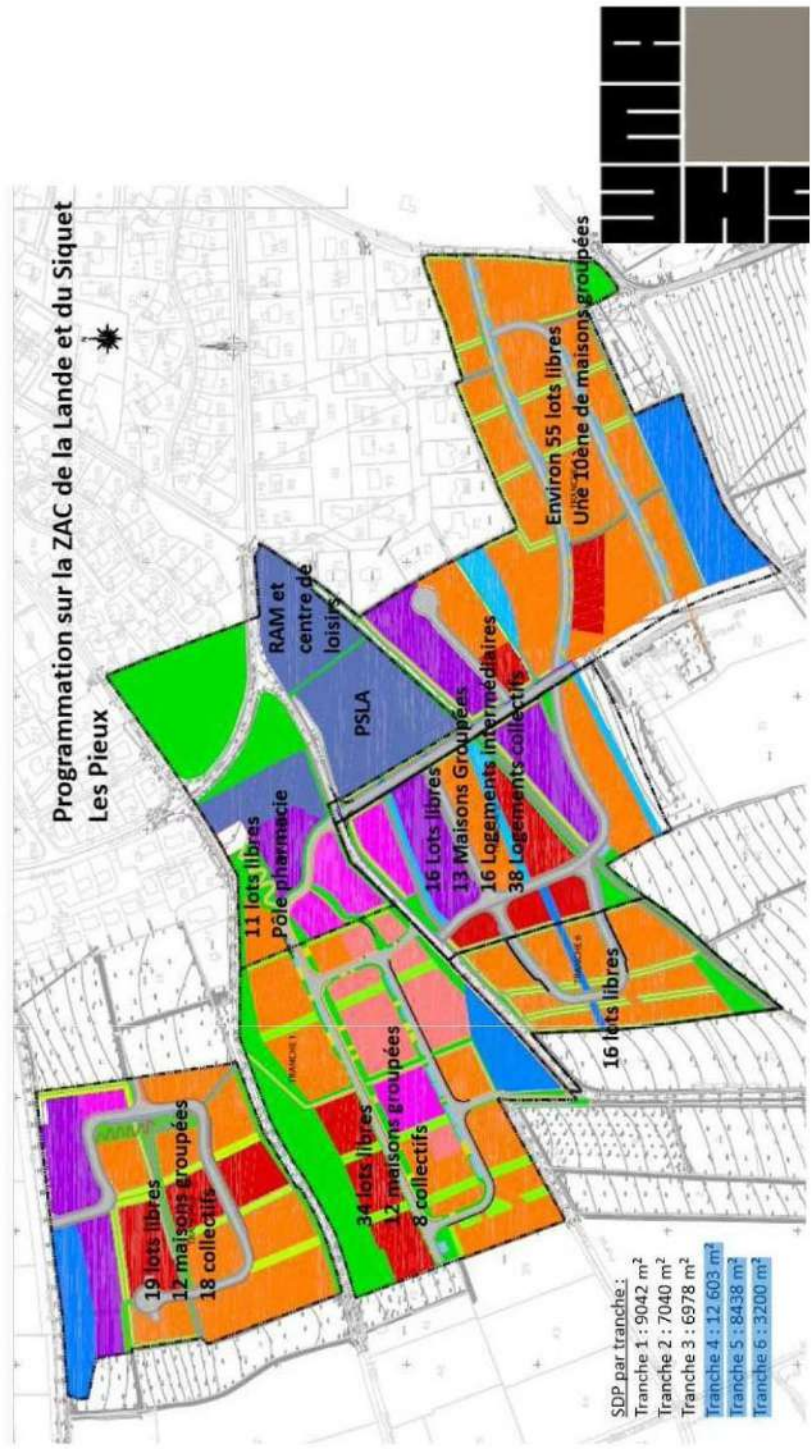 Programmation sur la ZAC de la Lande et du Siquet
Les Pieux
19 lots libres
12 maisons groupées
18 collectifs
34 lots libres
12 maisons groupées
8 collectifs
TRANCHE 1
11 lots libres
Pôle pharmacie
RAM et
centre de
loisirs
PSLA
16 Lots libres
13 Maisons Groupées
16 Logements intermédiaires
38 Logements collectifs
TRANCHE 6
16 lots libres
Environ 55 lots libres
Une 10ène de maisons groupées
SDP par tranche :
Tranche 1 : 9042 m²
Tranche 2 : 7040 m²
Tranche 3 : 6978 m²
Tranche 4 : 12 603 m²
Tranche 5 : 8438 m²
Tranche 6 : 3200 m²